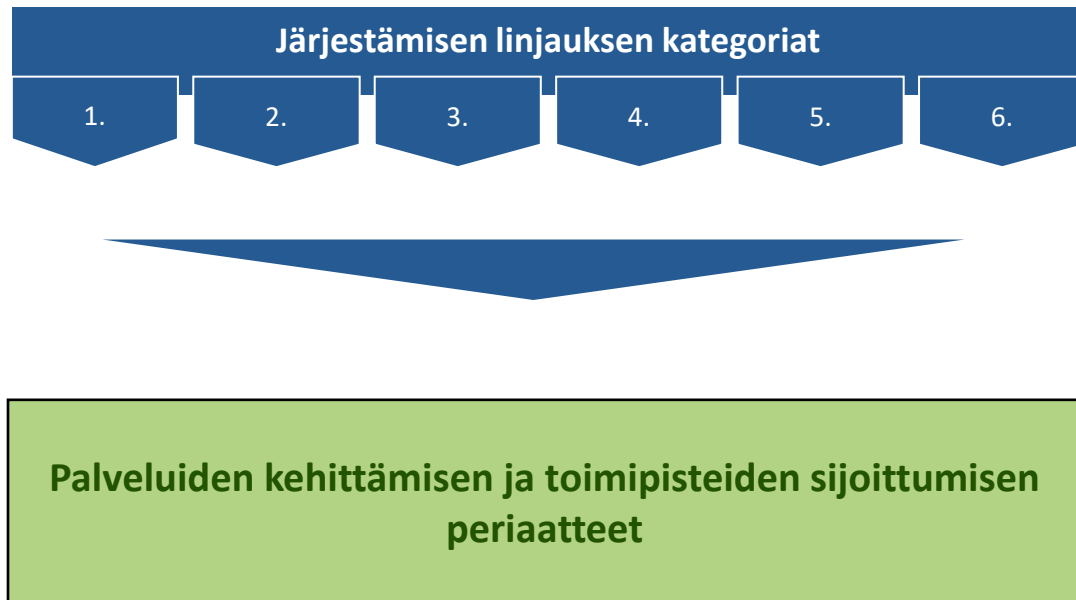 Järjestämisen linjauksen kategoriat
1. 2. 3. 4. 5. 6.
Palveluiden kehittämisen ja toimipisteiden sijoittumisen
periaatteet